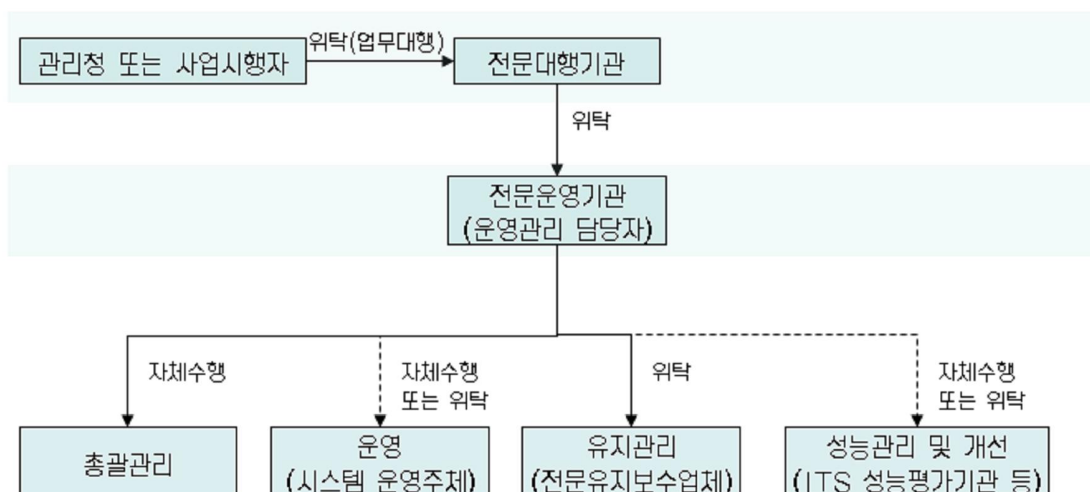 위탁(업무대행)
관리청 또는 사업시행자
전문대행기관
위탁
전문운영기관
(운영관리 담당자)
자체수행
자체수행
또는 위탁
위탁
자체수행
또는 위탁
총괄관리
운영
(시스템 운영주체)
유지관리
(전문유지보수업체)
성능관리 및 개선
(ITS 성능평가기관 등)